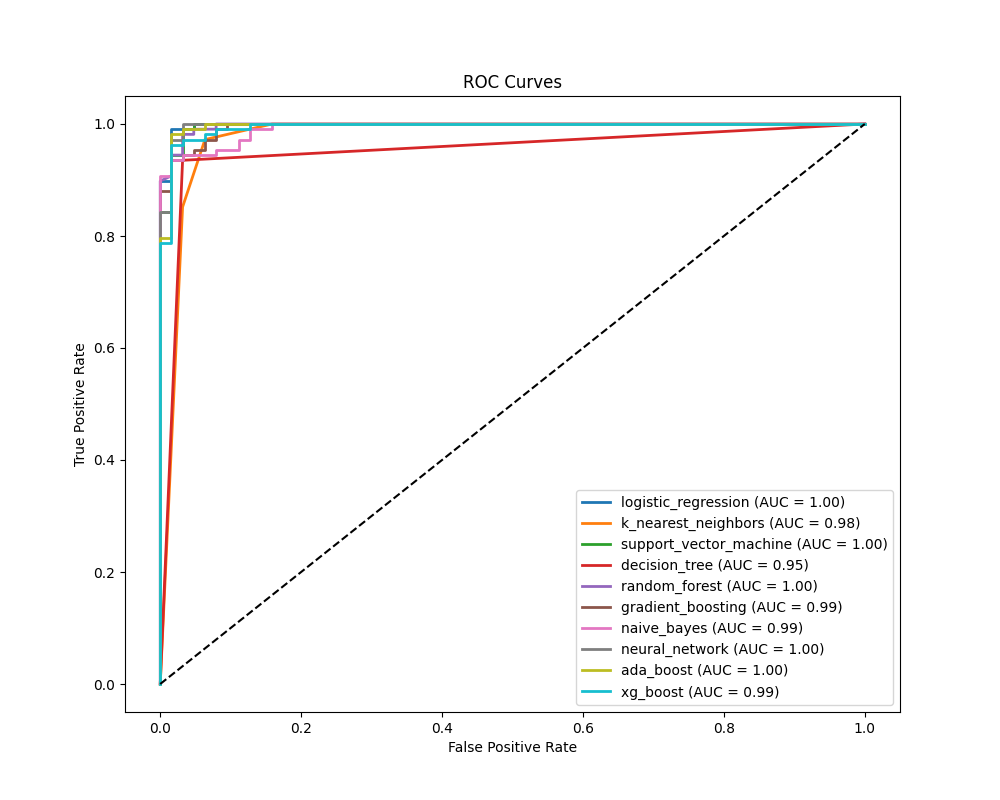 ROC Curves
True Positive Rate
1.0
0.8
0.6
0.4
0.2
0.0
0.0 0.2 0.4 0.6 0.8 1.0
False Positive Rate
logistic_regression (AUC = 1.00)
k_nearest_neighbors (AUC = 0.98)
support_vector_machine (AUC = 1.00)
decision_tree (AUC = 0.95)
random_forest (AUC = 1.00)
gradient_boosting (AUC = 0.99)
naive_bayes (AUC = 0.99)
neural_network (AUC = 1.00)
ada_boost (AUC = 1.00)
xg_boost (AUC = 0.99)